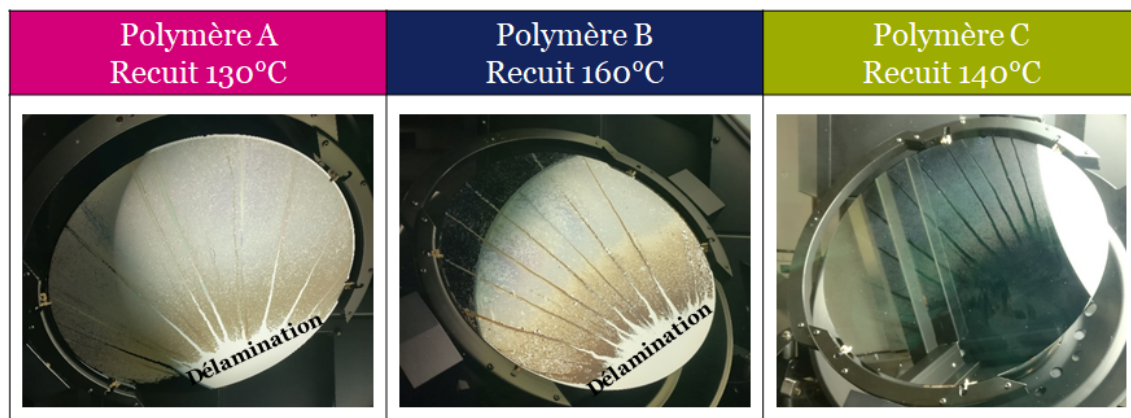 Polymère A
Recuit 130°C
Polymère B
Recuit 160°C
Polymère C
Recuit 140°C
Délamination
Délamination